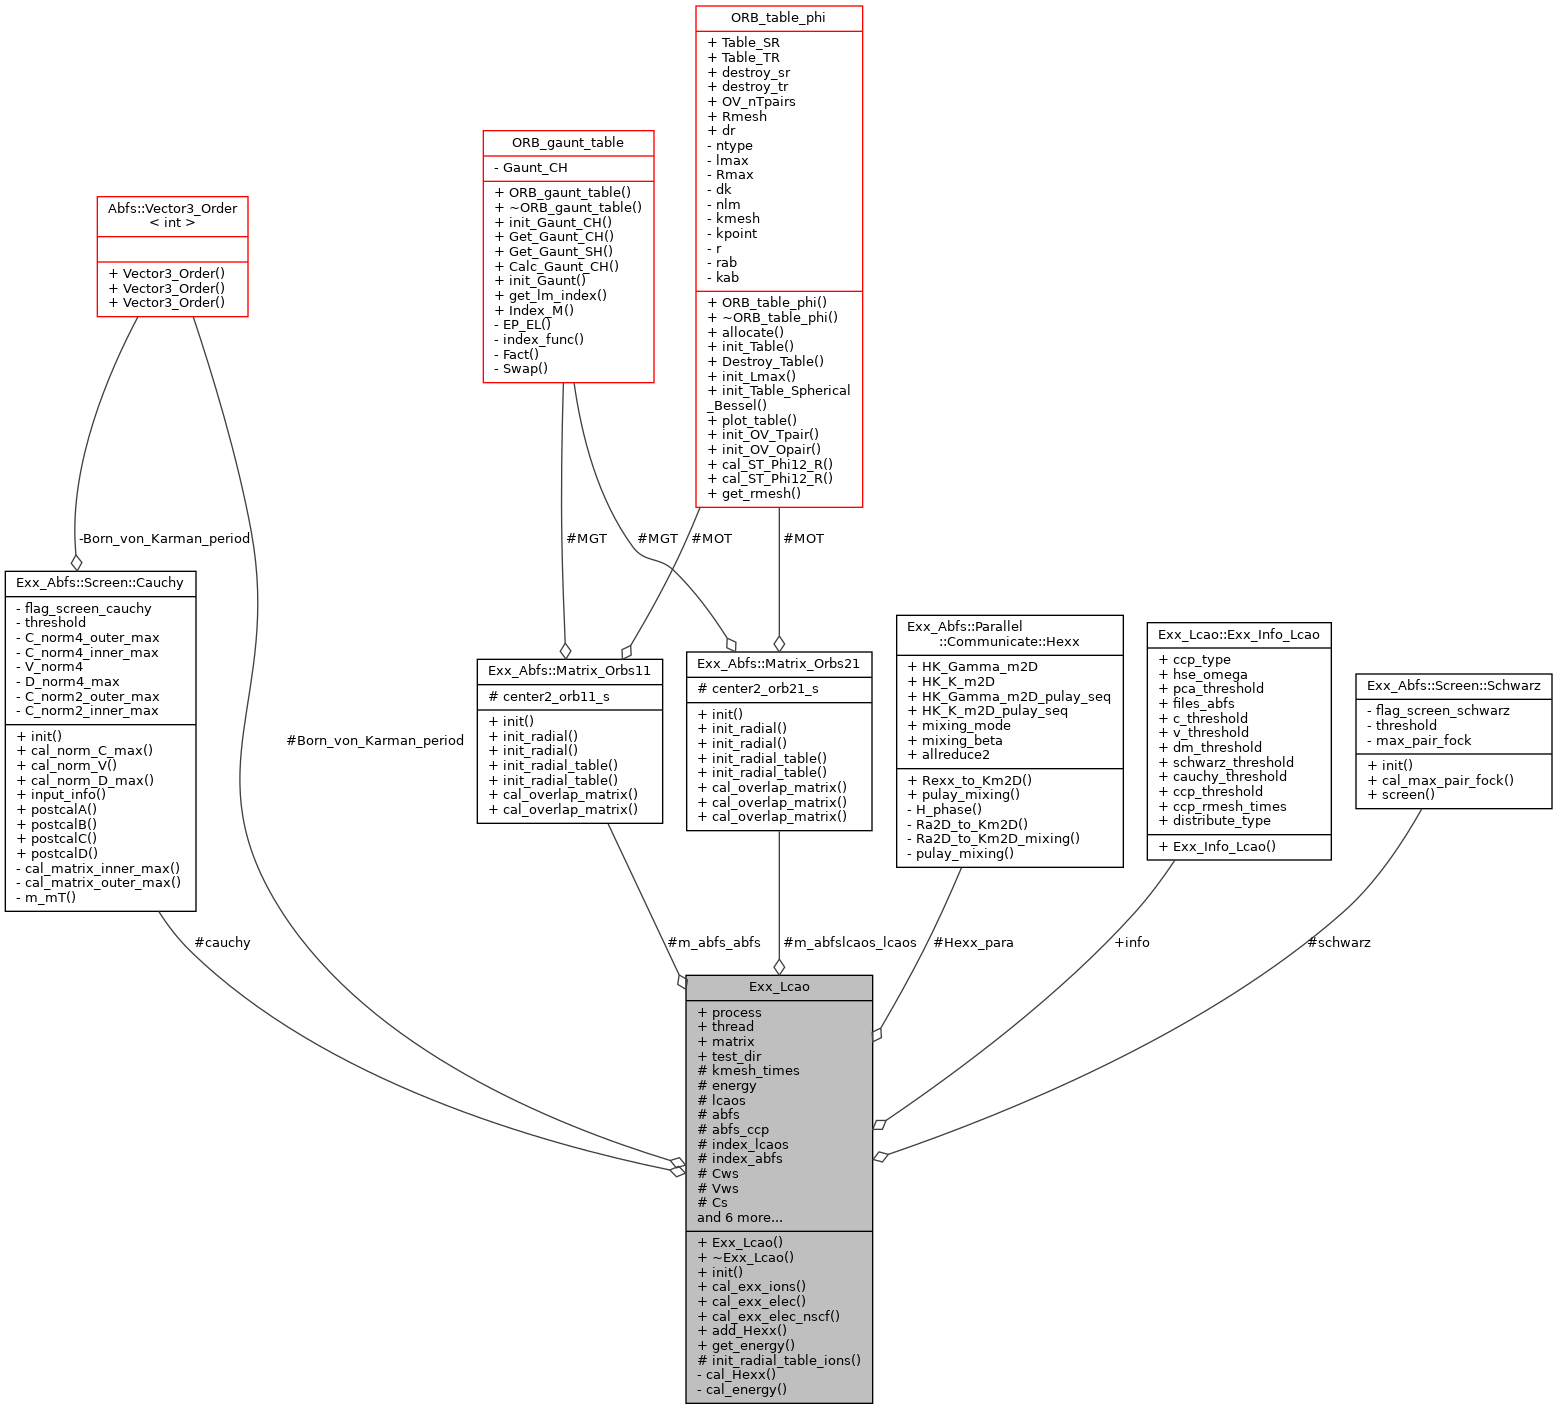 ORB_table_phi
+ Table_SR
+ Table_TR
+ destroy_sr
+ destroy_tr
+ OV_nTpairs
+ Rmesh
+ dr
- ntype
- lmax
- Rmax
- dk
- nlm
- kmesh
- kpoint
- r
- rab
- kab
+ ORB_table_phi()
+ ~ORB_table_phi()
+ allocate()
+ init_Table()
+ Destroy_Table()
+ init_Lmax()
+ init_Table_Spherical
_Bessel()
+ plot_table()
+ init_OV_Tpair()
+ init_OV_Opair()
+ cal_ST_Phi12_R()
+ cal_ST_Phi12_R()
+ get_rmesh()
ORB_gaunt_table
- Gaunt_CH
+ ORB_gaunt_table()
+ ~ORB_gaunt_table()
+ init_Gaunt_CH()
+ Get_Gaunt_CH()
+ Get_Gaunt_SH()
+ Calc_Gaunt_CH()
+ init_Gaunt()
+ get_lm_index()
+ Index_M()
- EP_EL()
- index_func()
- Fact()
- Swap()
Abfs::Vector3_Order
< int >
+ Vector3_Order()
+ Vector3_Order()
+ Vector3_Order()
-Born_von_Karman_period
#MGT
#MGT
#MOT
#MOT
Exx_Abfs::Screen::Cauchy
- flag_screen_cauchy
- threshold
- C_norm4_outer_max
- C_norm4_inner_max
- V_norm4
- D_norm4_max
- C_norm2_outer_max
- C_norm2_inner_max
+ init()
+ cal_norm_C_max()
+ cal_norm_V()
+ cal_norm_D_max()
+ input_info()
+ postcalA()
+ postcalB()
+ postcalC()
+ postcalD()
- cal_matrix_inner_max()
- cal_matrix_outer_max()
- m_mT()
#Born_von_Karman_period
Exx_Abfs::Matrix_Orbs11
# center2_orb11_s
+ init()
+ init_radial()
+ init_radial()
+ init_radial_table()
+ init_radial_table()
+ cal_overlap_matrix()
+ cal_overlap_matrix()
Exx_Abfs::Matrix_Orbs21
# center2_orb21_s
+ init()
+ init_radial()
+ init_radial()
+ init_radial_table()
+ init_radial_table()
+ cal_overlap_matrix()
+ cal_overlap_matrix()
+ cal_overlap_matrix()
Exx_Abfs::Parallel
::Communicate::Hexx
+ HK_Gamma_m2D
+ HK_K_m2D
+ HK_Gamma_m2D_pulay_seq
+ HK_K_m2D_pulay_seq
+ mixing_mode
+ mixing_beta
+ allreduce2
+ Rexx_to_Km2D()
+ pulay_mixing()
- H_phase()
- Ra2D_to_Km2D()
- Ra2D_to_Km2D_mixing()
- pulay_mixing()
Exx_Lcao::Exx_Info_Lcao
+ ccp_type
+ hse_omega
+ pca_threshold
+ files_abfs
+ c_threshold
+ v_threshold
+ dm_threshold
+ schwarz_threshold
+ cauchy_threshold
+ ccp_threshold
+ ccp_rmesh_times
+ distribute_type
+ Exx_Info_Lcao()
Exx_Abfs::Screen::Schwarz
- flag_screen_schwarz
- threshold
- max_pair_fock
+ init()
+ cal_max_pair_fock()
+ screen()
#cauchy
#m_abfs_abfs
#m_abfslcaos_lcaos
#Hexx_para
+info
#schwarz
Exx_Lcao
+ process
+ thread
+ matrix
+ test_dir
# kmesh_times
# energy
# lcaos
# abfs
# abfs_ccp
# index_lcaos
# index_abfs
# Cws
# Vws
# Cs
and 6 more...
+ Exx_Lcao()
+ ~Exx_Lcao()
+ init()
+ cal_exx_ions()
+ cal_exx_elec()
+ cal_exx_elec_nscf()
+ add_Hexx()
+ get_energy()
# init_radial_table_ions()
- cal_Hexx()
- cal_energy()